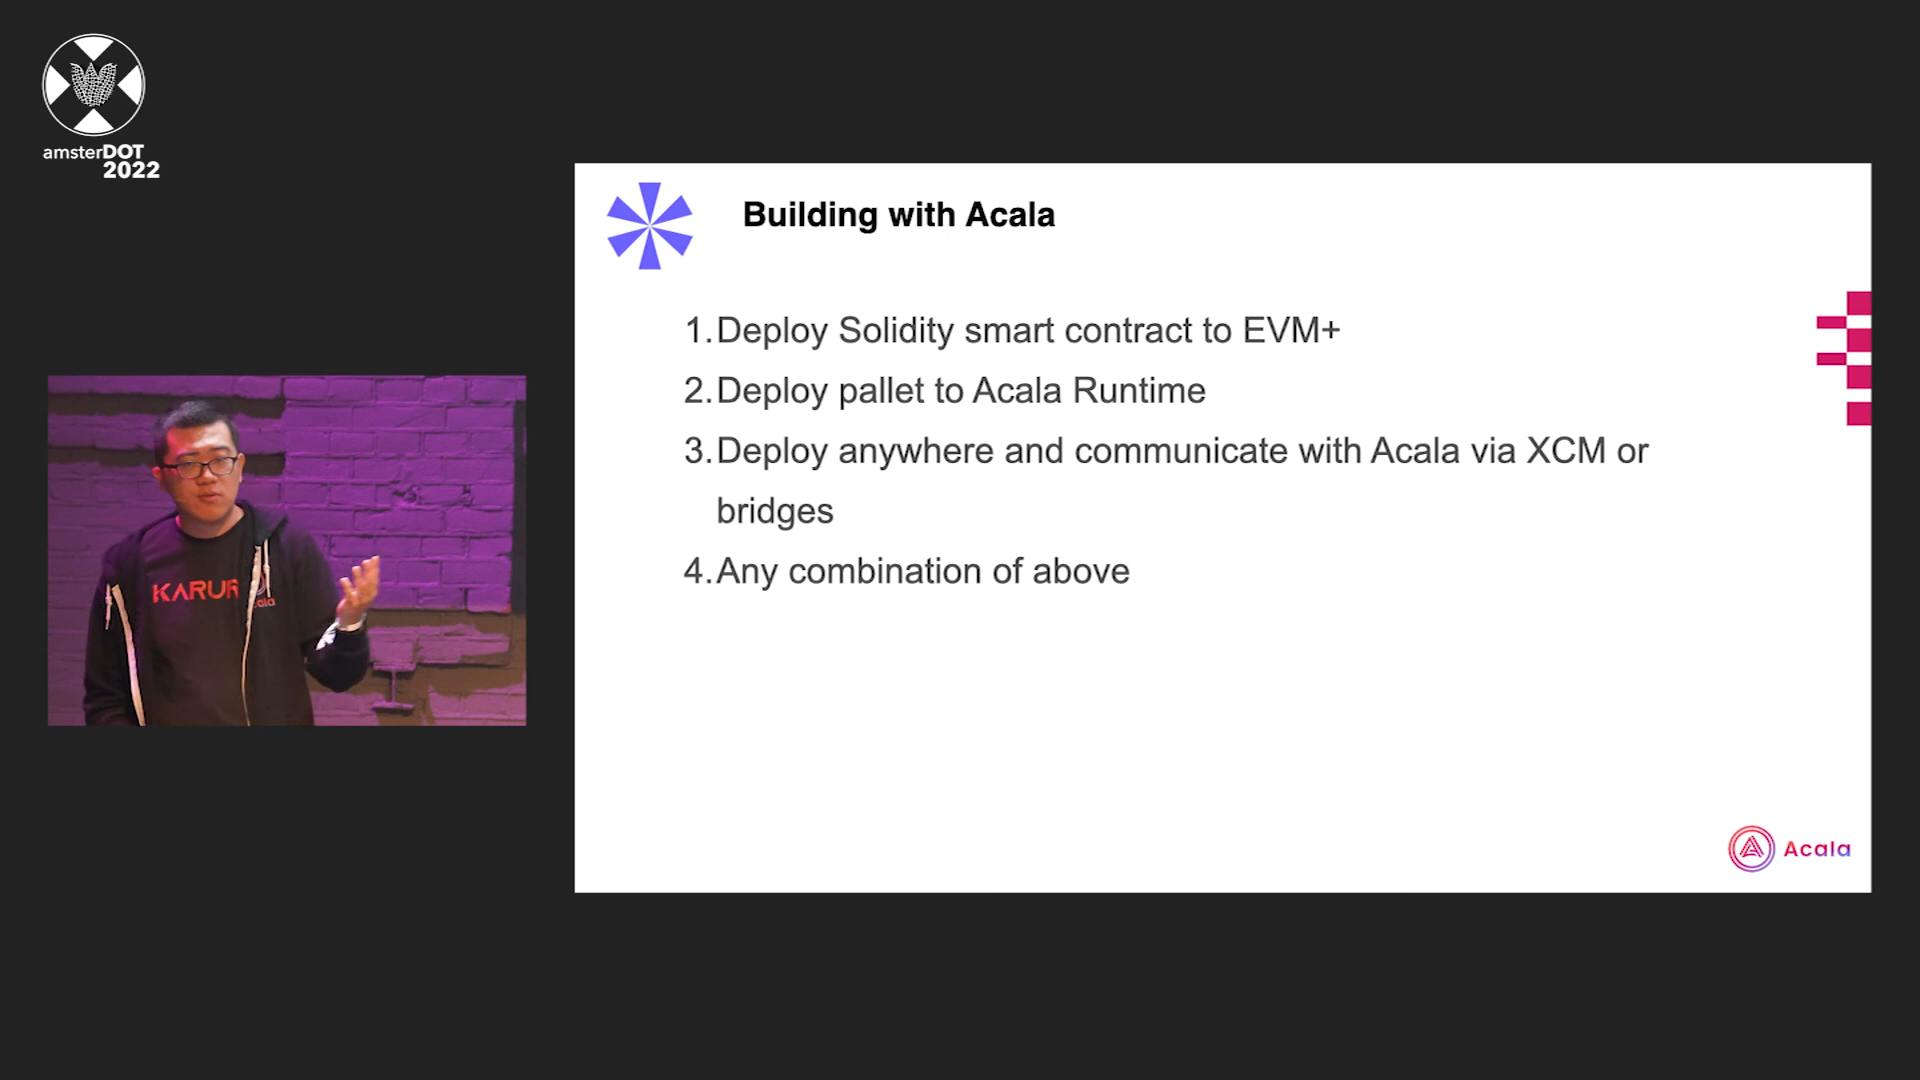 amsterDOT
2022
Building with Acala
1.Deploy Solidity smart contract to EVM+
2.Deploy pallet to Acala Runtime
3.Deploy anywhere and communicate with Acala via XCM or
bridges
4.Any combination of above
KARUR
Acala